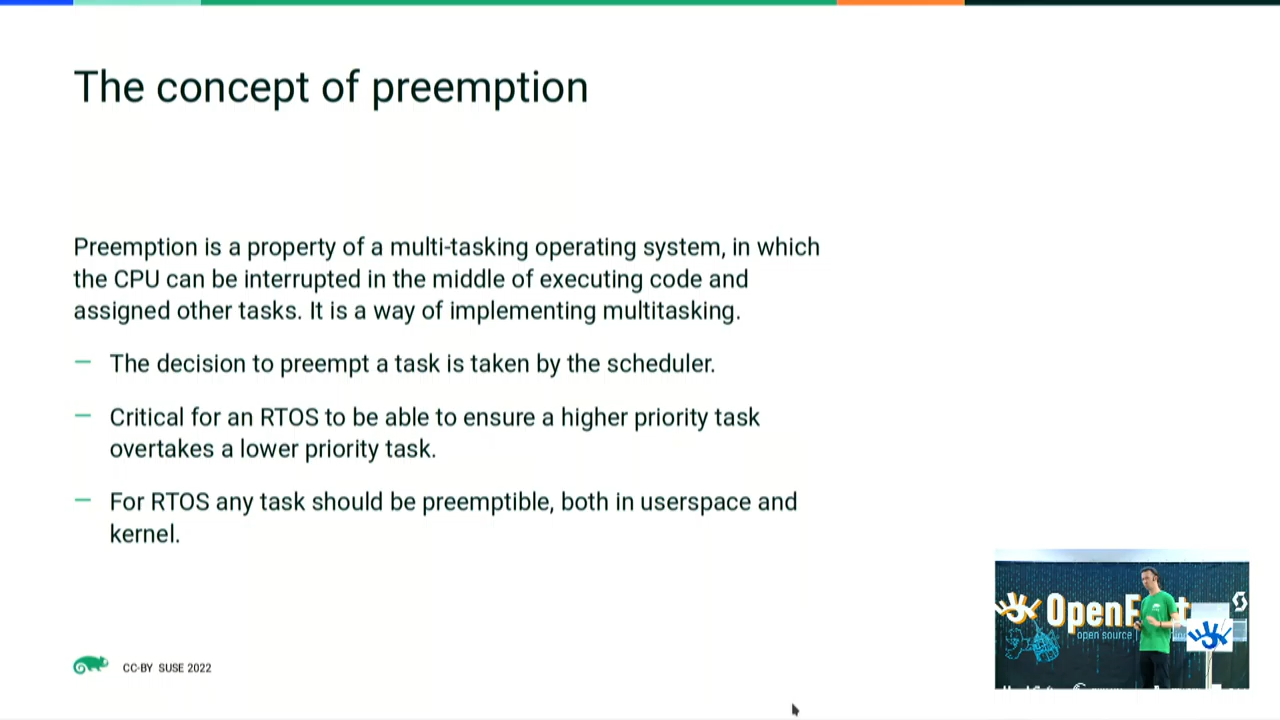 The concept of preemption
Preemption is a property of a multi-tasking operating system, in which
the CPU can be interrupted in the middle of executing code and
assigned other tasks. It is a way of implementing multitasking.
— The decision to preempt a task is taken by the scheduler.
— Critical for an RTOS to be able to ensure a higher priority task
overtakes a lower priority task.
— For RTOS any task should be preemptible, both in userspace and
kernel.
CC-BY SUSE 2022
open source